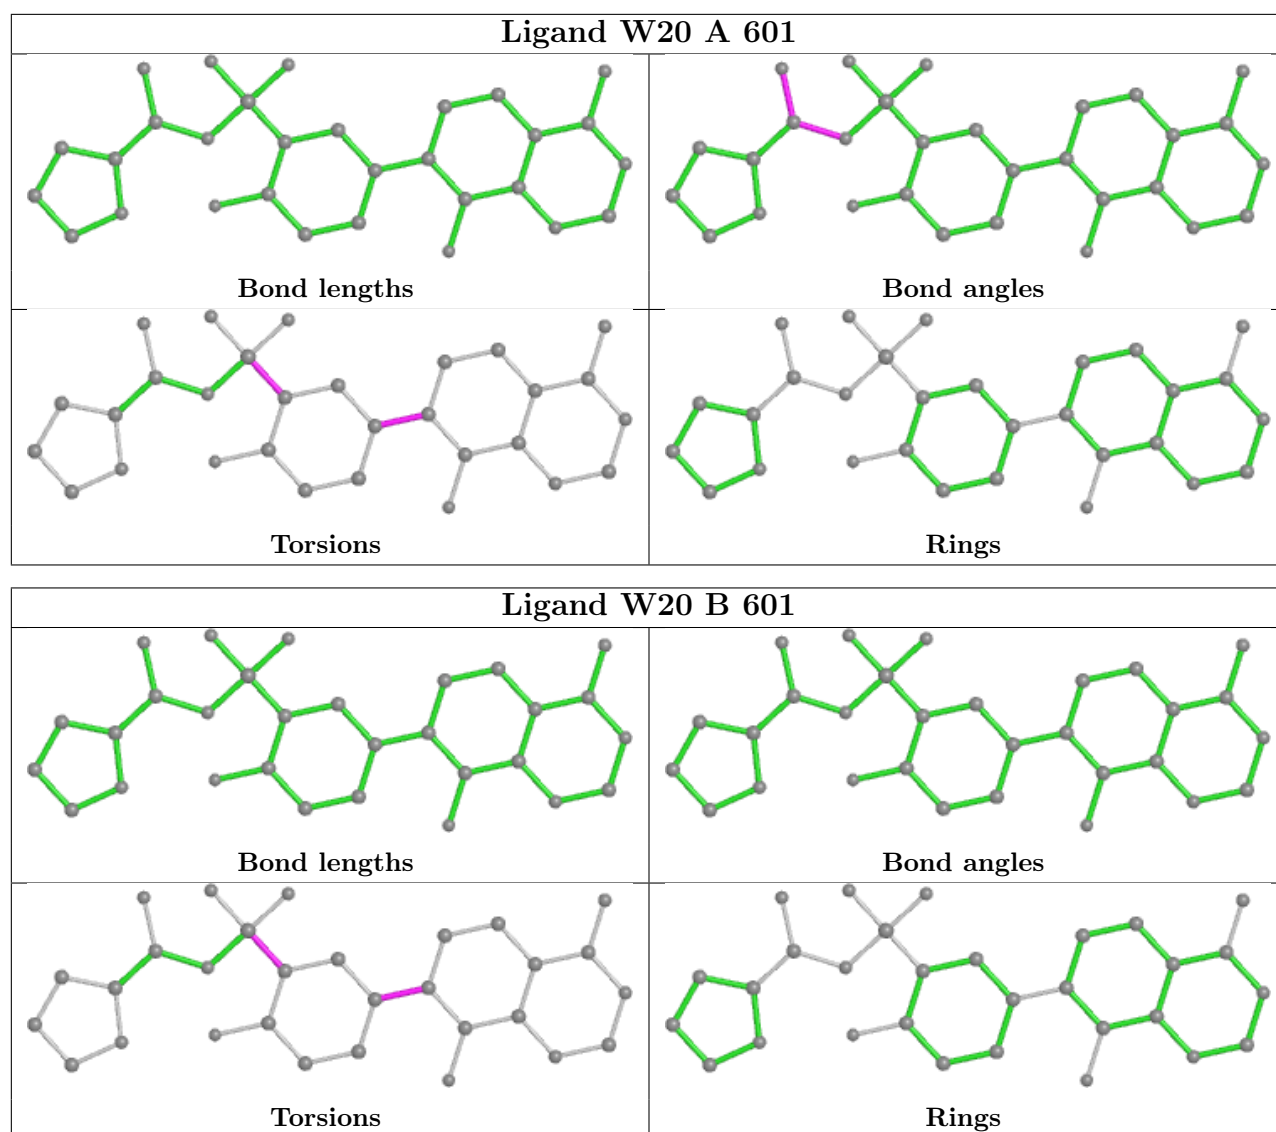 Ligand W20 A 601
Bond lengths
Bond angles
Torsions
Rings
Ligand W20 B 601
Bond lengths
Bond angles
Torsions
Rings